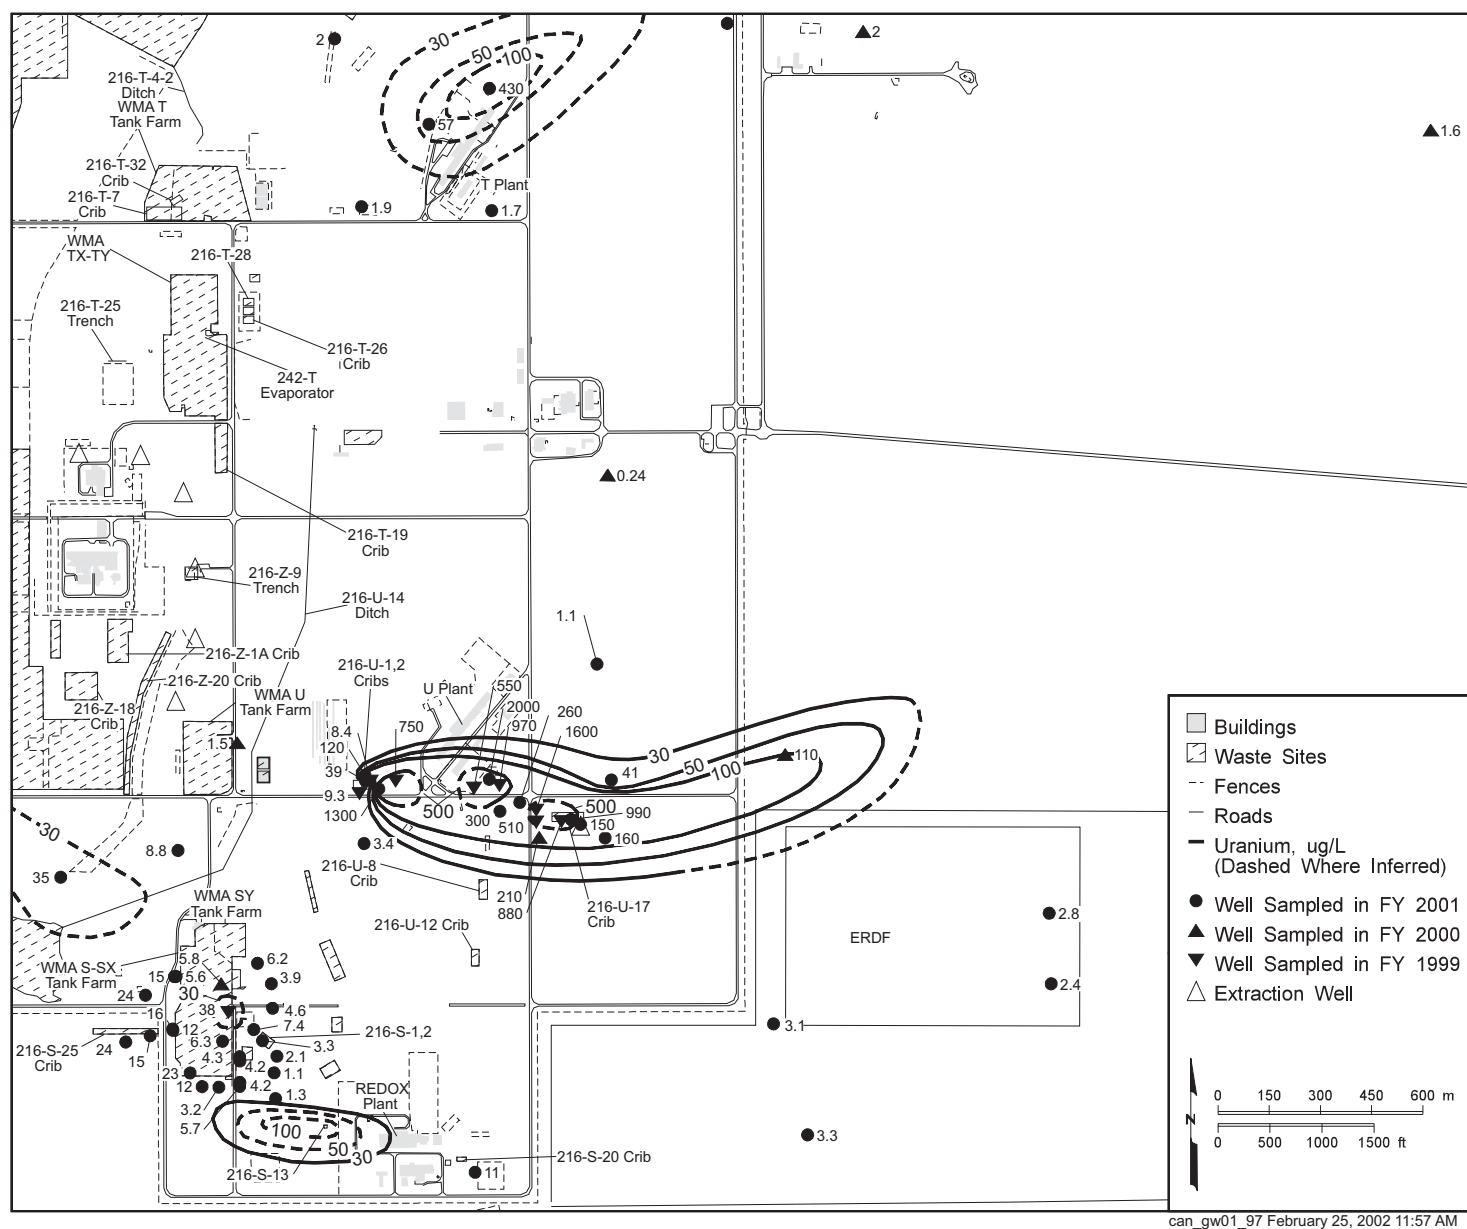 30
50
100
2
2
430
57
1.6
216-T-4-2
Ditch
WMA T
Tank Farm
216-T-32
Crib
216-T-7
Crib
T Plant
1.9
1.7
WMA
TX-TY
216-T-28
216-T-25
Trench
216-T-26
Crib
242-T
Evaporator
0.24
216-T-19
Crib
216-Z-9
Trench
216-U-14
Ditch
1.1
216-Z-1A Crib
216-Z-20 Crib
216-Z-18
Crib
WMA U
Tank Farm
1.5
216-U-1,2
Cribs
U Plant
550
2000
970
260
1600
750
8.4
120
39
9.3
1300
500
300
510
500
990
150
160
41
30
50
100
110
3.4
216-U-8
Crib
210
880
216-U-17
Crib
216-U-12 Crib
30
8.8
35
WMA SY
Tank Farm
WMA S-SX
Tank Farm
5.8
5.6
6.2
3.9
15
24
30
38
16
12
4.6
7.4
216-S-1,2
3.3
216-S-25
Crib
24
15
6.3
4.3
4.2
2.1
1.1
23
12
4.2
1.3
3.2
5.7
REDOX
Plant
100
50
30
216-S-13
216-S-20 Crib
11
ERDF
2.8
2.4
3.1
3.3
Buildings
Waste Sites
Fences
Roads
Uranium, ug/L
(Dashed Where Inferred)
Well Sampled in FY 2001
Well Sampled in FY 2000
Well Sampled in FY 1999
Extraction Well
N
0 150 300 450 600 m
0 500 1000 1500 ft
can_gw01_97 February 25, 2002 11:57 AM